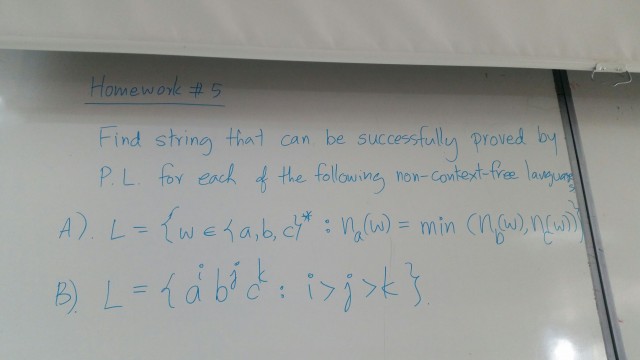 Homework # 5
Find string that can be successfully proved by
P.L. for each of the following non-context-free languages
A). L = {w ∈ {a,b,c}* : n_a(w) = min (n_b(w), n_c(w))}
B) L = {a^i b^j c^k : i>j>k}.